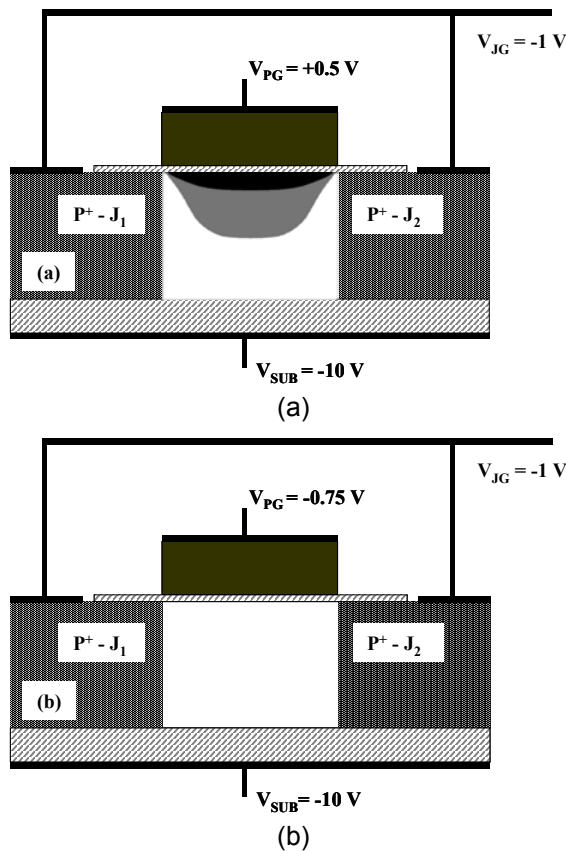 V_JG = -1 V
V_PG = +0.5 V
P⁺ - J₁
P⁺ - J₂
(a)
V_SUB = -10 V
(a)
V_JG = -1 V
V_PG = -0.75 V
P⁺ - J₁
P⁺ - J₂
(b)
V_SUB= -10 V
(b)